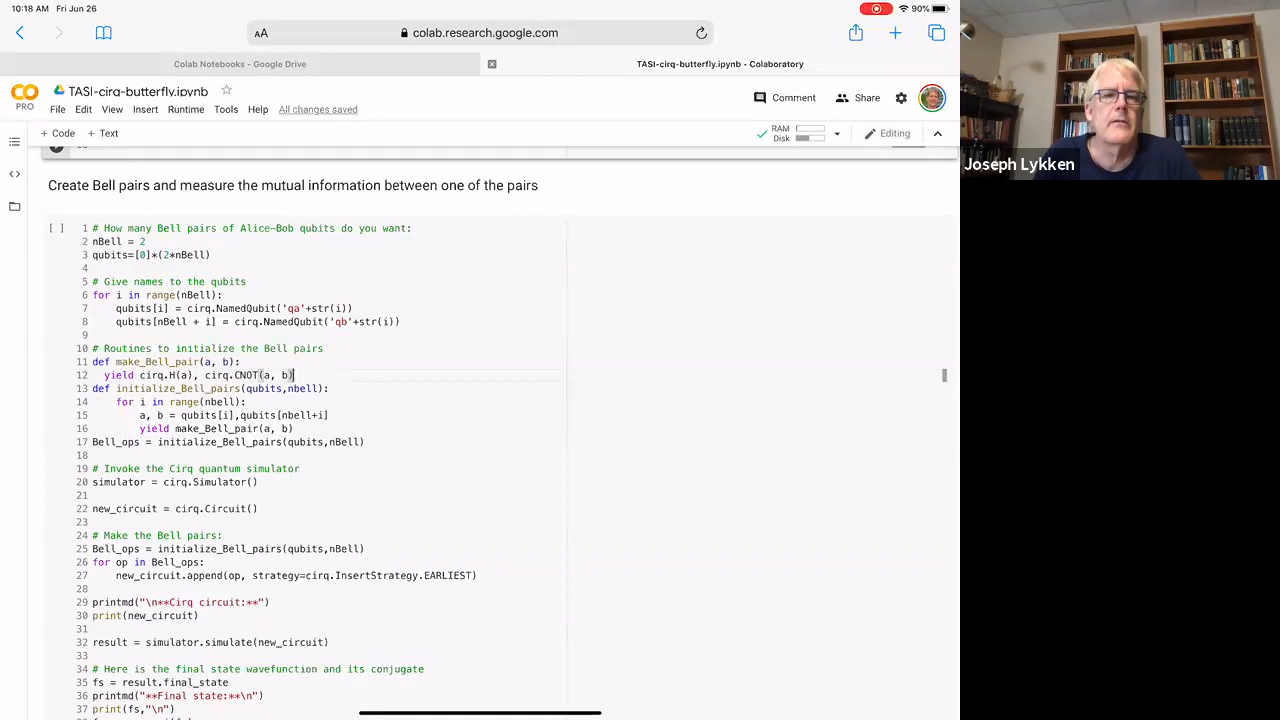 10:18 AM Fri Jun 26
90%
AA
colab.research.google.com
Colab Notebooks - Google Drive
TASI-cirq-butterfly.ipynb - Colaboratory
CO
PRO
TASI-cirq-butterfly.ipynb
File Edit View Insert Runtime Tools Help All changes saved
Comment
Share
+ Code + Text
RAM
Disk
Editing
Create Bell pairs and measure the mutual information between one of the pairs
[ ]
1 # How many Bell pairs of Alice-Bob qubits do you want:
2 nBell = 2
3 qubits=[0]*(2*nBell)
4
5 # Give names to the qubits
6 for i in range(nBell):
7 qubits[i] = cirq.NamedQubit('qa'+str(i))
8 qubits[nBell + i] = cirq.NamedQubit('qb'+str(i))
9
10 # Routines to initialize the Bell pairs
11 def make_Bell_pair(a, b):
12 yield cirq.H(a), cirq.CNOT(a, b)
13 def initialize_Bell_pairs(qubits,nbell):
14 for i in range(nbell):
15 a, b = qubits[i],qubits[nbell+i]
16 yield make_Bell_pair(a, b)
17 Bell_ops = initialize_Bell_pairs(qubits,nBell)
18
19 # Invoke the Cirq quantum simulator
20 simulator = cirq.Simulator()
21
22 new_circuit = cirq.Circuit()
23
24 # Make the Bell pairs:
25 Bell_ops = initialize_Bell_pairs(qubits,nBell)
26 for op in Bell_ops:
27 new_circuit.append(op, strategy=cirq.InsertStrategy.EARLIEST)
28
29 printmd("\n**Cirq circuit:**")
30 print(new_circuit)
31
32 result = simulator.simulate(new_circuit)
33
34 # Here is the final state wavefunction and its conjugate
35 fs = result.final_state
36 printmd("**Final state:**\n")
37 print(fs,"\n")
Joseph Lykken